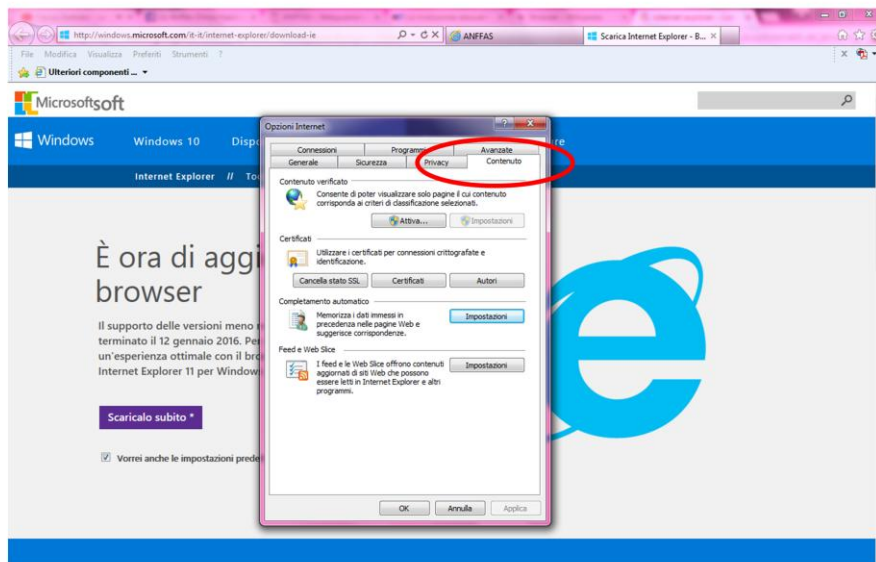 http://windows.microsoft.com/it-it/internet-explorer/download-ie
ANFFAS
Scarica Internet Explorer - B...
File Modifica Visualizza Preferiti Strumenti ?
Ulteriori componenti ...
Microsoftsoft
Windows
Windows 10
Dispo
re
Internet Explorer // To
Opzioni Internet
Connessioni Programmi Avanzate
Generale Sicurezza Privacy Contenuto
Contenuto verificato
Consente di poter visualizzare solo pagine il cui contenuto
corrisponda ai criteri di classificazione selezionati.
Attiva... Impostazioni
Certificati
Utilizzare i certificati per connessioni crittografate e
identificazione.
Cancella stato SSL Certificati Autori
Completamento automatico
Memorizza i dati immessi in
precedenza nelle pagine Web e
suggerisce corrispondenze.
Impostazioni
Feed e Web Slice
I feed e le Web Slice offrono contenuti
aggiornati di siti Web che possono
essere letti in Internet Explorer e altri
programmi.
Impostazioni
OK Annulla Applica
È ora di aggi
browser
Il supporto delle versioni meno
terminato il 12 gennaio 2016. Per
un'esperienza ottimale con il bro
Internet Explorer 11 per Window
Scaricalo subito *
Vorrei anche le impostazioni prede